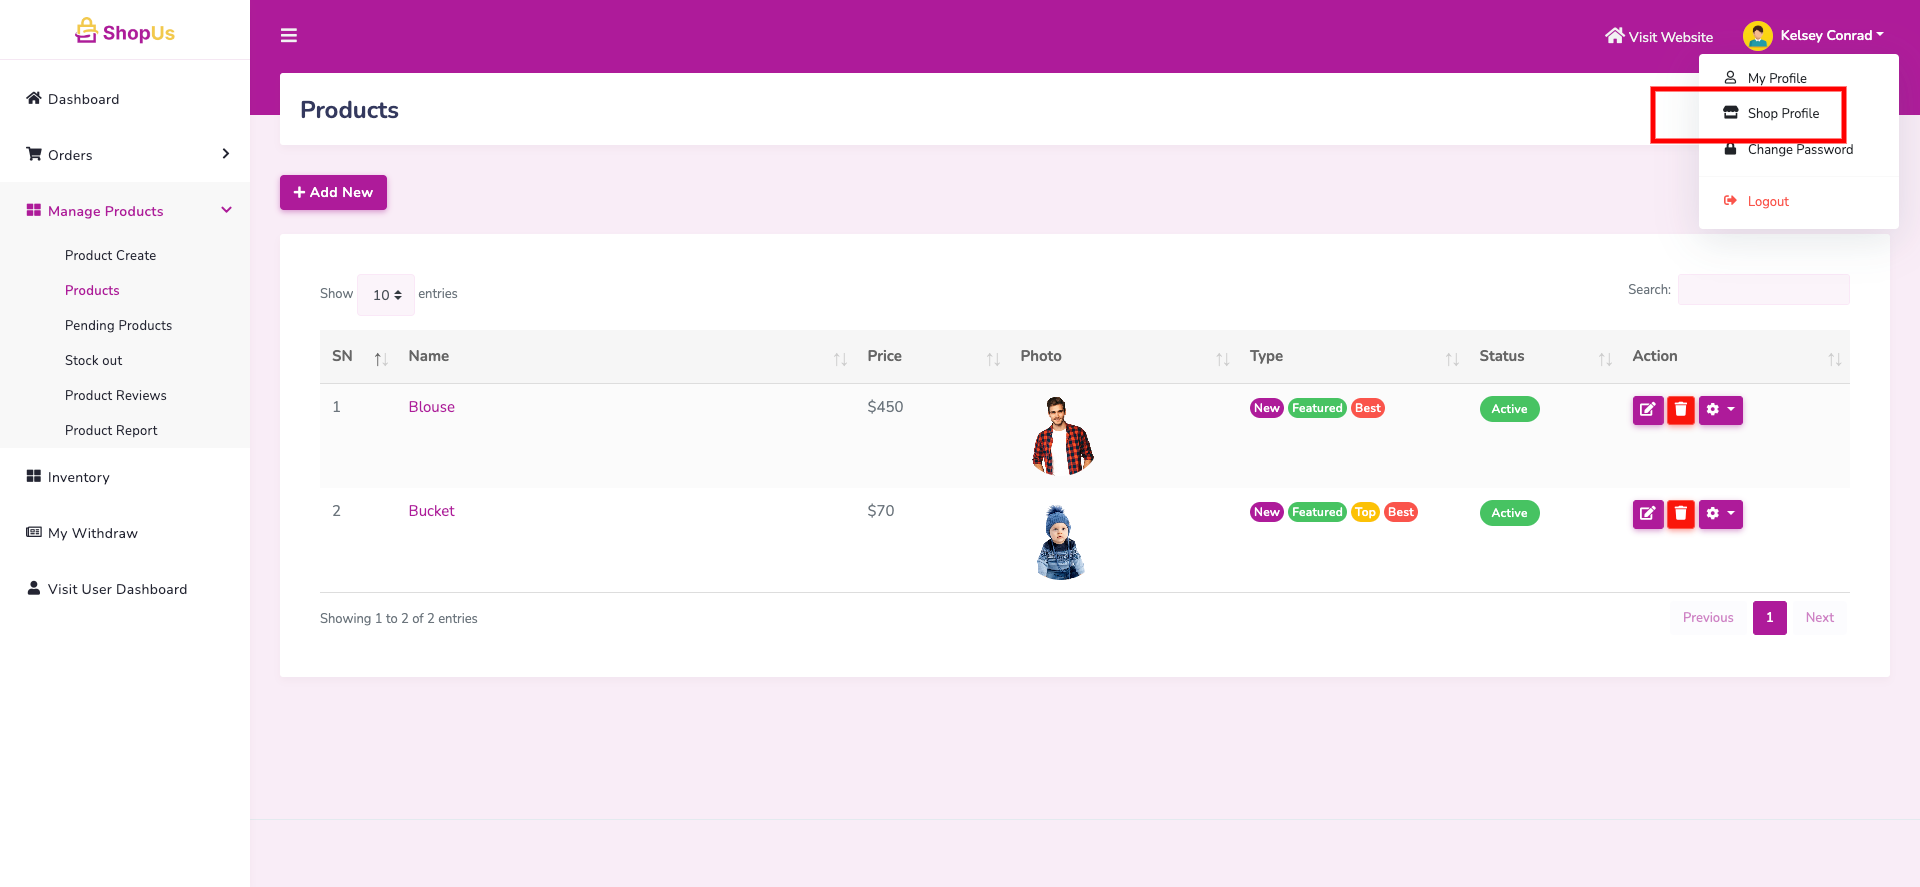 ShopUs
Visit Website
Kelsey Conrad
My Profile
Shop Profile
Change Password
Logout
Dashboard
Orders
Manage Products
Product Create
Products
Pending Products
Stock out
Product Reviews
Product Report
Inventory
My Withdraw
Visit User Dashboard
Products
Add New
Show 10 entries
Search:
SN Name Price Photo Type Status Action
1 Blouse $450 New Featured Best Active
2 Bucket $70 New Featured Top Best Active
Showing 1 to 2 of 2 entries
Previous 1 Next